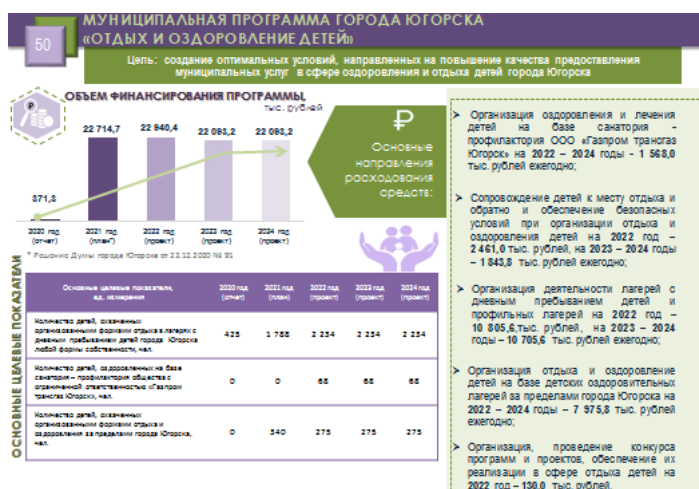 50
МУНИЦИПАЛЬНАЯ ПРОГРАММА ГОРОДА ЮГОРСКА
«ОТДЫХ И ОЗДОРОВЛЕНИЕ ДЕТЕЙ»
Цель: создание оптимальных условий, направленных на повышение качества предоставления
муниципальных услуг в сфере оздоровления и отдыха детей города Югорска
ОБЪЕМ ФИНАНСИРОВАНИЯ ПРОГРАММЫ,
тыс. рублей
371,3
22 714,7
22 940,4
22 093,2
22 093,2
2020 год
(отчет)
2021 год
(план*)
2022 год
(проект)
2023 год
(проект)
2024 год
(проект)
* Решение Думы города Югорска от 22.12.2020 № 91
₽
Основные
направления
расходования
средств:
ОСНОВНЫЕ ЦЕЛЕВЫЕ ПОКАЗАТЕЛИ
Основные целевые показатели,
ед. измерения
2020 год
(отчет)
2021 год
(план)
2022 год
(проект)
2023 год
(проект)
2024 год
(проект)
Количество детей, охваченных
организованными формами отдыха в лагерях с
дневным пребыванием детей города Югорска
любой формы собственности, чел.
425 1 788 2 234 2 234 2 234
Количество детей, оздоровленных на базе
санатория – профилактория общества с
ограниченной ответственностью «Газпром
трансгаз Югорск», чел.
0 0 68 68 68
Количество детей, охваченных
организованными формами отдыха и
оздоровления за пределами города Югорска,
чел.
0 340 275 275 275
➢ Организация оздоровления и лечения
детей на базе санатория -
профилактория ООО «Газпром трансгаз
Югорск» на 2022 – 2024 годы - 1 568,0
тыс. рублей ежегодно;
➢ Сопровождение детей к месту отдыха и
обратно и обеспечение безопасных
условий при организации отдыха и
оздоровления детей на 2022 год –
2 461,0 тыс. рублей, на 2023 – 2024 годы
– 1 843,8 тыс. рублей ежегодно;
➢ Организация деятельности лагерей с
дневным пребыванием детей и
профильных лагерей на 2022 год -
10 805,6,тыс. рублей, на 2023 – 2024
годы – 10 705,6 тыс. рублей ежегодно;
➢ Организация отдыха и оздоровление
детей на базе детских оздоровительных
лагерей за пределами города Югорска на
2022 – 2024 годы – 7 975,8 тыс. рублей
ежегодно;
➢ Организация, проведение конкурса
программ и проектов, обеспечение их
реализации в сфере отдыха детей на
2022 год – 130,0 тыс. рублей.